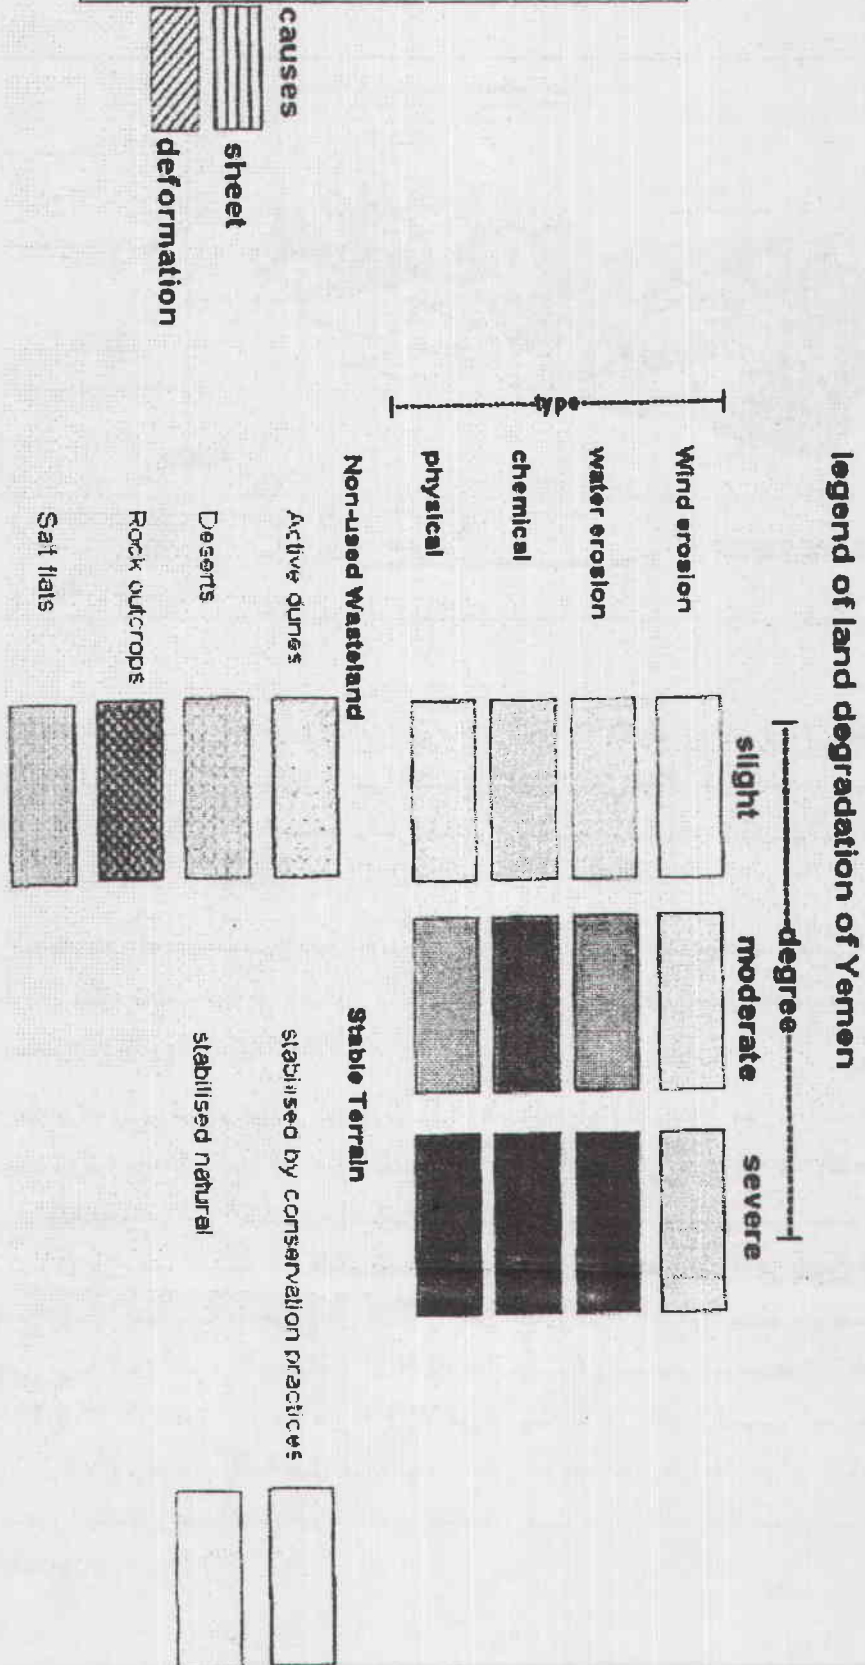 legend of land degradation of Yemen
degree
slight moderate severe
type
Wind erosion
water erosion
chemical
physical
Non-used Wasteland
Active dunes
Deserts
Rock outcrops
Salt flats
Stable Terrain
stabilised by conservation practices
stabilised natural
causes
sheet
deformation